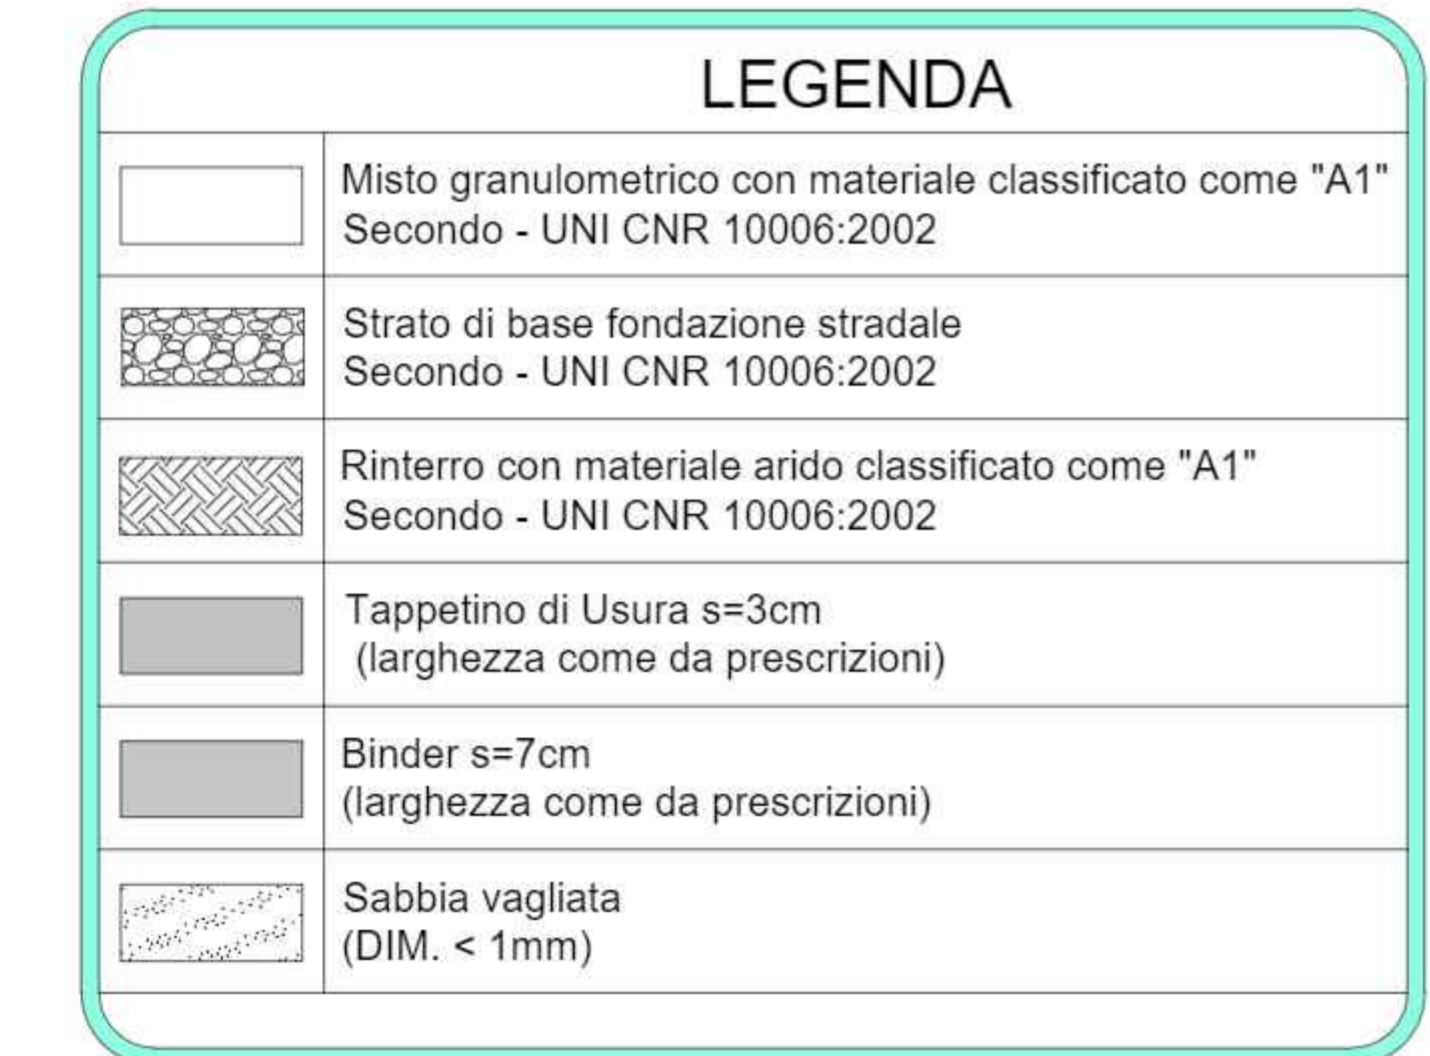 LEGENDA
Misto granulometrico con materiale classificato come "A1"
Secondo - UNI CNR 10006:2002
Strato di base fondazione stradale
Secondo - UNI CNR 10006:2002
Rinterro con materiale arido classificato come "A1"
Secondo - UNI CNR 10006:2002
Tappetino di Usura s=3cm
(larghezza come da prescrizioni)
Binder s=7cm
(larghezza come da prescrizioni)
Sabbia vagliata
(DIM. < 1mm)